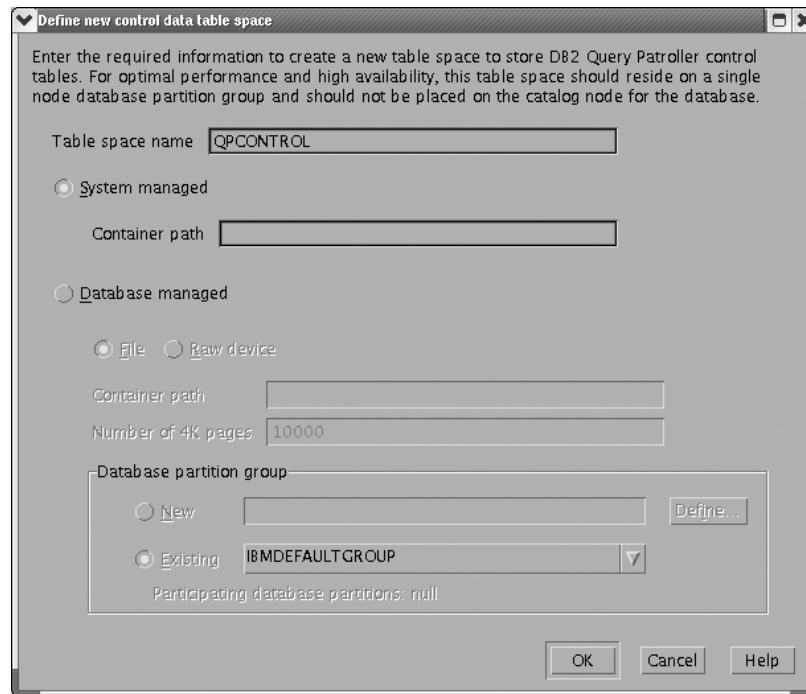 Define new control data table space
Enter the required information to create a new table space to store DB2 Query Patroller control
tables. For optimal performance and high availability, this table space should reside on a single
node database partition group and should not be placed on the catalog node for the database.
Table space name QPCONTROL
System managed
Container path
Database managed
File Raw device
Container path
Number of 4K pages 10000
Database partition group
New Define...
Existing IBMDEFAULTGROUP
Participating database partitions: null
OK Cancel Help